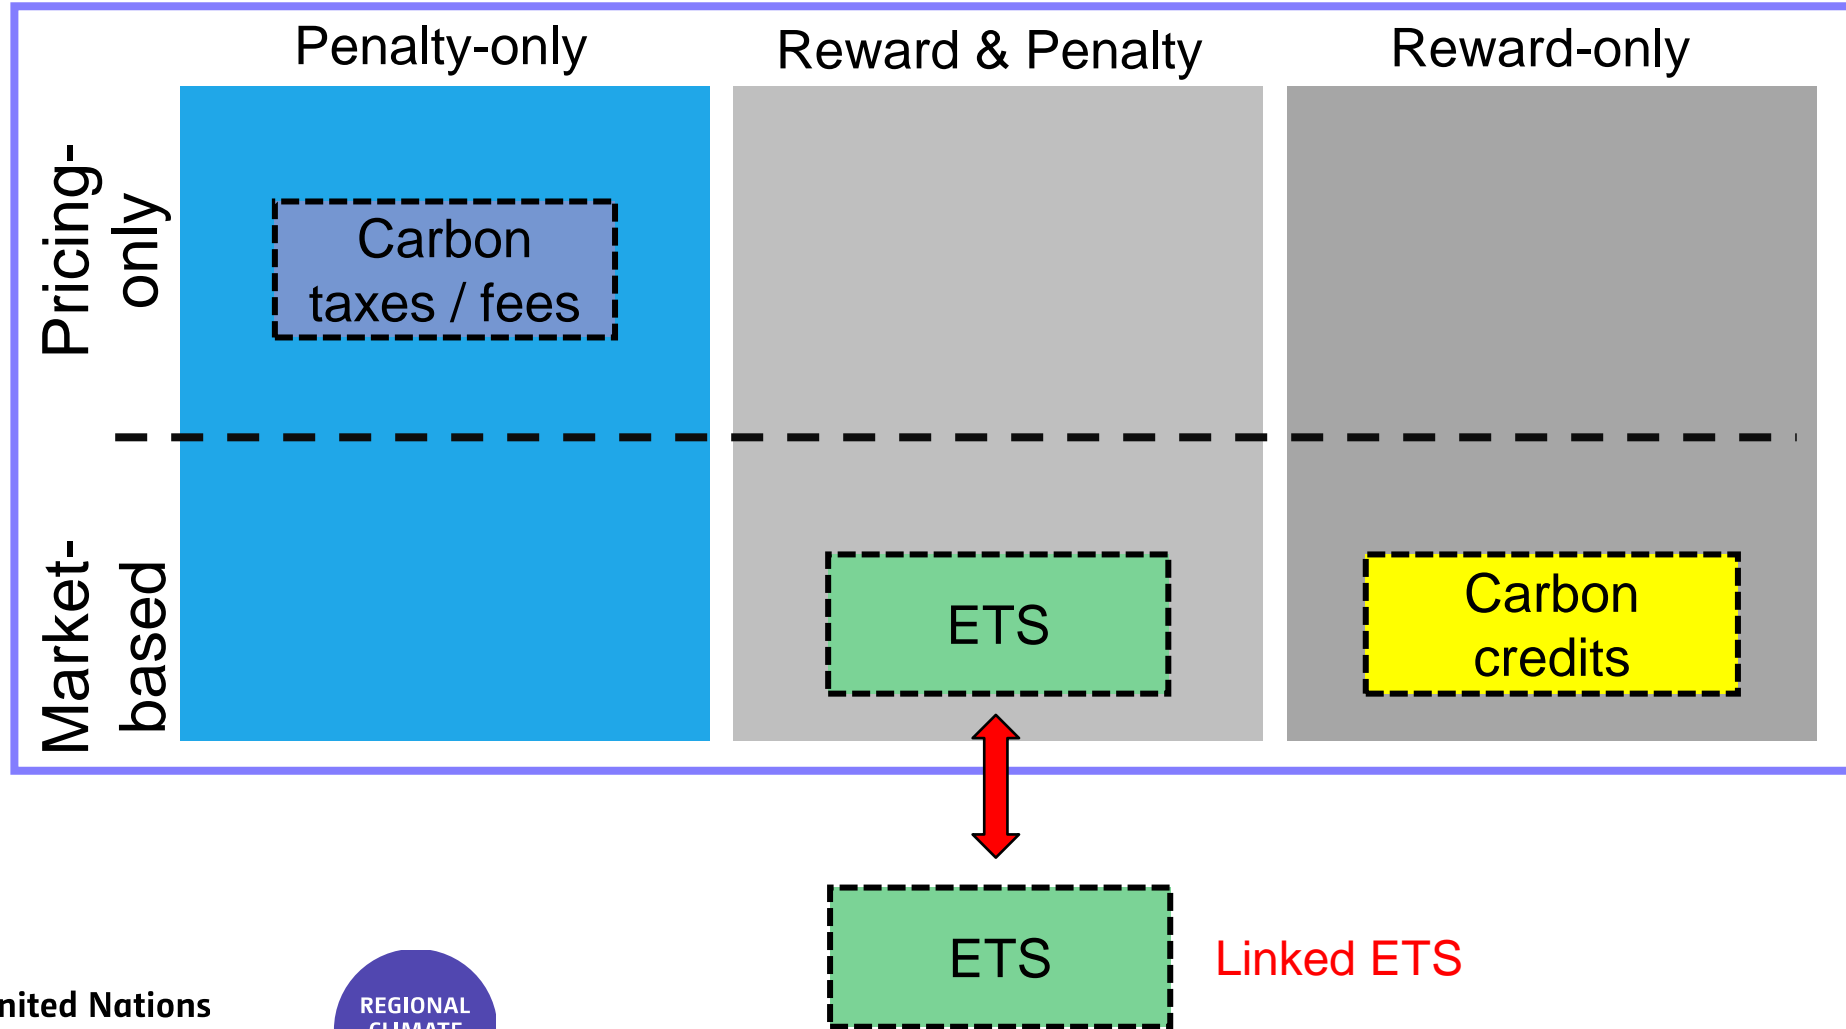 Penalty-only
Reward & Penalty
Reward-only
Pricing-
only
Carbon
taxes / fees
Market-
based
ETS
Carbon
credits
ETS
Linked ETS
nited Nations
REGIONAL
CLIMATE